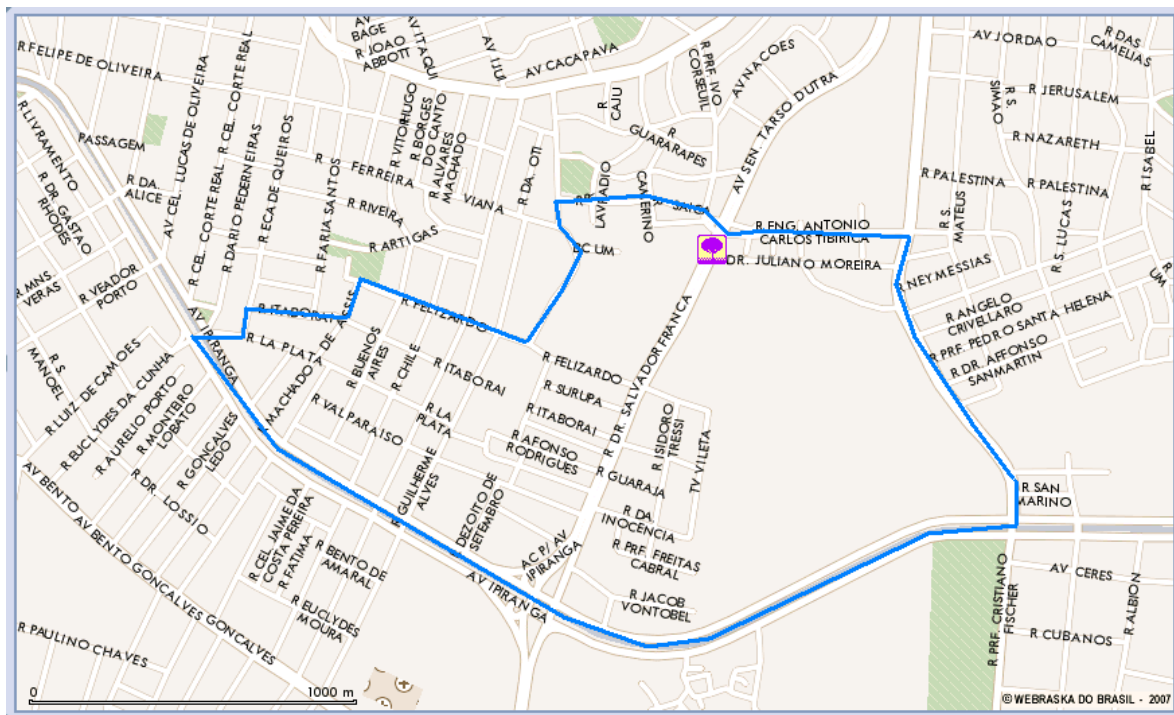 AV BAGE
R JOAO ABBOTT
AV ITAQUI
AV IJUI
AV CACAPAVA
R PRF. IVO CORSEUIL
AV NACOES
AV SEN. TARSO DUTRA
AV JORDAO
R DAS CAMELIAS
R FELIPE DE OLIVEIRA
R CAJU
R GUARARAPES
R S. SIMAO
R JERUSALEM
R NAZARETH
R ISABEL
R LIVRAMENTO
PASSAGEM
AV CEL. LUCAS DE OLIVEIRA
R CEL. CORTE REAL
R CEL. CORTE REAL
R DARIO PEDERNEIRAS
R ECA DE QUEIROS
R FARIA SANTOS
R VITOR HUGO
R BORGES DO CANTO
R ALVARES MACHADO
R FERREIRA VIANA
R DA. OTI
R DA. ALICE
R DR. GASTAO RHODES
R RIVEIRA
R ARTIGAS
LAVRADIO
CAMERINO
SAICA
R PALESTINA
R PALESTINA
R S. MATEUS
R S. LUCAS
R ENG. ANTONIO CARLOS TIBIRICA
DR. JULIANO MOREIRA
BC UM
R NEY MESSIAS
UM
R MNS. VERAS
R VEADOR PORTO
AV IPIRANGA
R ITABORAI
R MACHADO DE ASSIS
R FELIZARDO
R ANGELO CRIVELLARO
R PRF. PEDRO SANTA HELENA
R DR. AFFONSO SANMARTIN
R S. MANOEL
R LUIZ DE CAMOES
R EUCLYDES DA CUNHA
R AURELIO PORTO
R MONTEIRO LOBATO
R GONCALVES LEDO
R LA PLATA
R BUENOS AIRES
R CHILE
R ITABORAI
R FELIZARDO
R SURUPA
R ITABORAI
R DR. SALVADOR FRANCA
R VALPARAISO
R LA PLATA
R AFONSO RODRIGUES
R GUARAJA
R ISIDORO TRESSI
TV VILETA
R DR. LOSSIO
AV BENTO AV BENTO GONCALVES GONCALVES
R GUILHERME ALVES
DEZOITO DE SETEMBRO
R DA. INOCENCIA
R PRF. FREITAS CABRAL
R JACOB VONTOBEL
AC P/ AV IPIRANGA
AV IPIRANGA
R SAN MARINO
R CEL. JAIME DA COSTA PEREIRA
R FATIMA
R BENTO DE AMARAL
R EUCLYDES MOURA
R PAULINO CHAVES
R PRF. CRISTIANO FISCHER
AV CERES
R ALBION
R CUBANOS
0 1000 m
© WEBRASKA DO BRASIL - 2007